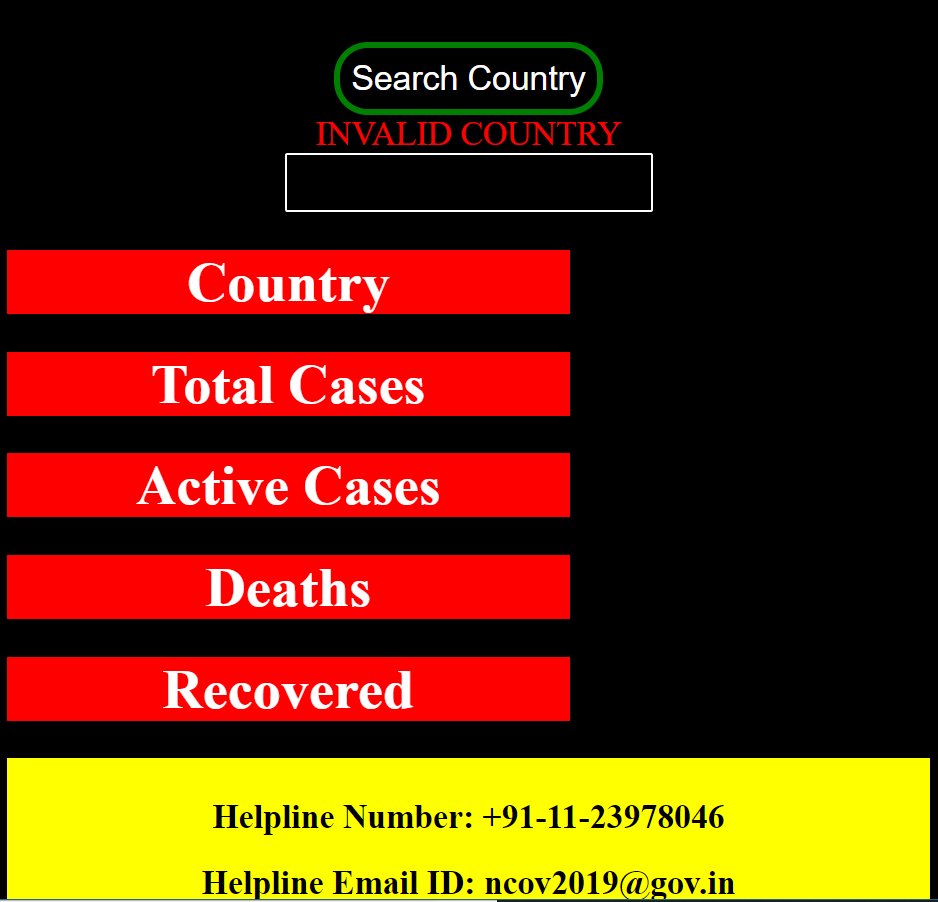 Search Country
INVALID COUNTRY
Country
Total Cases
Active Cases
Deaths
Recovered
Helpline Number: +91-11-23978046
Helpline Email ID: ncov2019@gov.in